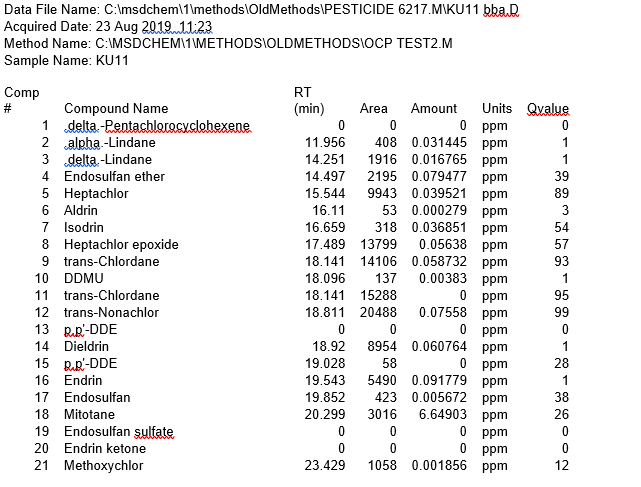 Data File Name: C:\msdchem\1\methods\OldMethods\PESTICIDE 6217.M\KU11 bba.D
Acquired Date: 23 Aug 2019 11:23
Method Name: C:\MSDCHEM\1\METHODS\OLDMETHODS\OCP TEST2.M
Sample Name: KU11
Comp RT
# Compound Name (min) Area Amount Units Qvalue
1 .delta.-Pentachlorocyclohexene 0 0 0 ppm 0
2 .alpha.-Lindane 11.956 408 0.031445 ppm 1
3 .delta.-Lindane 14.251 1916 0.016765 ppm 1
4 Endosulfan ether 14.497 2195 0.079477 ppm 39
5 Heptachlor 15.544 9943 0.039521 ppm 89
6 Aldrin 16.11 53 0.000279 ppm 3
7 Isodrin 16.659 318 0.036851 ppm 54
8 Heptachlor epoxide 17.489 13799 0.05638 ppm 57
9 trans-Chlordane 18.141 14106 0.058732 ppm 93
10 DDMU 18.096 137 0.00383 ppm 1
11 trans-Chlordane 18.141 15288 0 ppm 95
12 trans-Nonachlor 18.811 20488 0.07558 ppm 99
13 p,p'-DDE 0 0 0 ppm 0
14 Dieldrin 18.92 8954 0.060764 ppm 1
15 p,p'-DDE 19.028 58 0 ppm 28
16 Endrin 19.543 5490 0.091779 ppm 1
17 Endosulfan 19.852 423 0.005672 ppm 38
18 Mitotane 20.299 3016 6.64903 ppm 26
19 Endosulfan sulfate 0 0 0 ppm 0
20 Endrin ketone 0 0 0 ppm 0
21 Methoxychlor 23.429 1058 0.001856 ppm 12